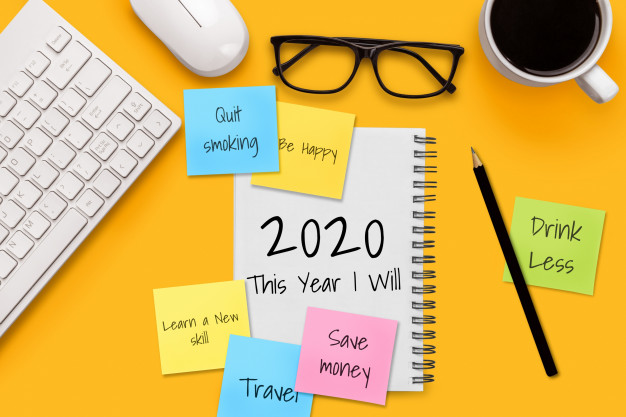 Quit
smoking
Be Happy
2020
This Year I Will
Drink
Less
Learn a New
skill
Save
money
Travel